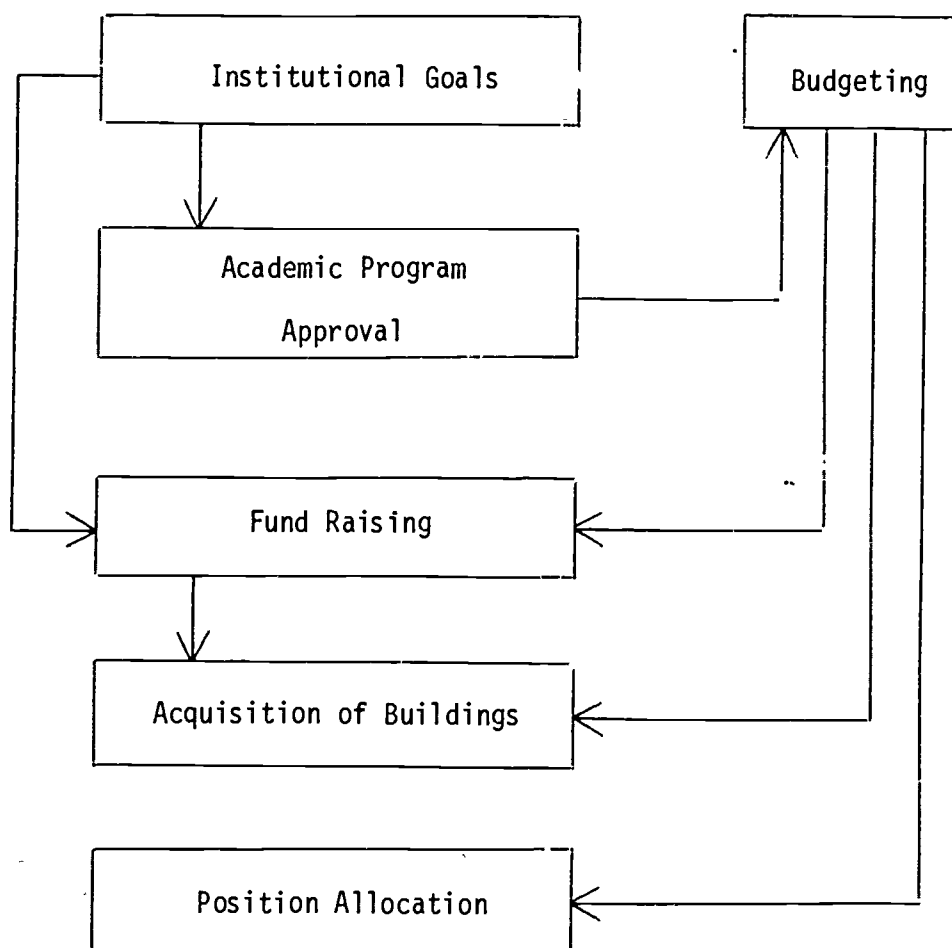 Institutional Goals
Budgeting
Academic Program
Approval
Fund Raising
Acquisition of Buildings
Position Allocation